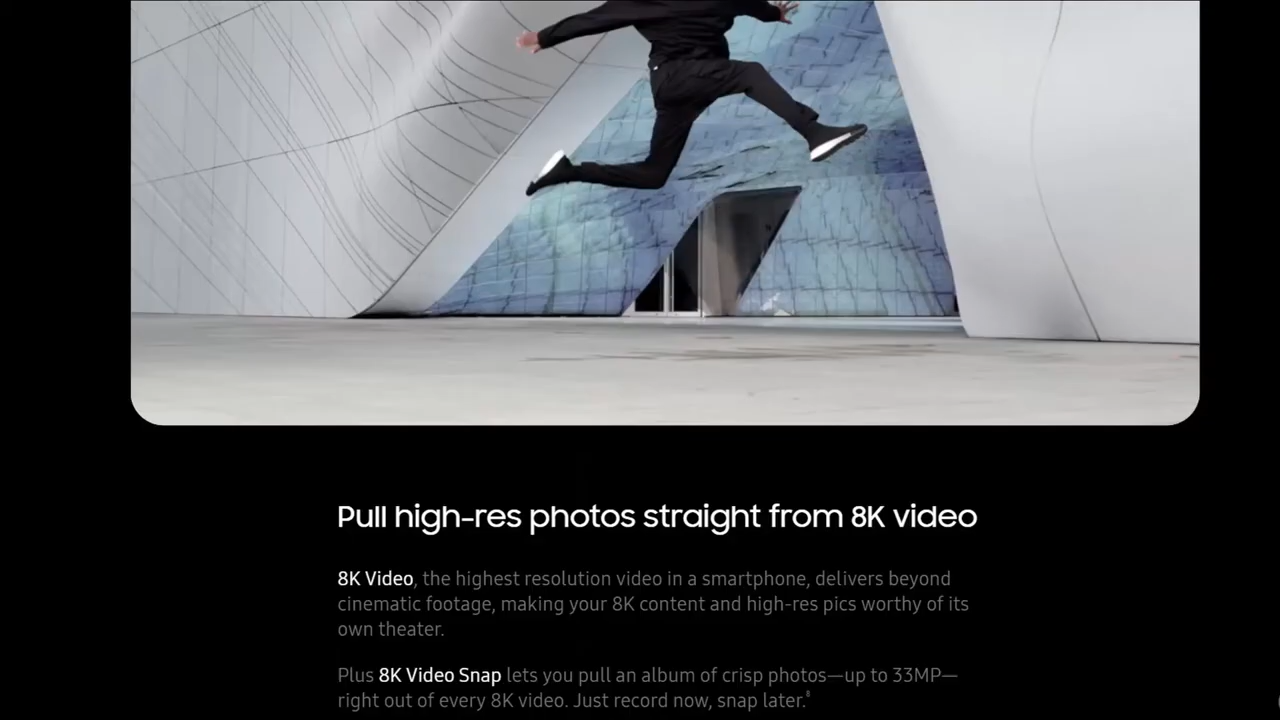 Pull high-res photos straight from 8K video
8K Video, the highest resolution video in a smartphone, delivers beyond
cinematic footage, making your 8K content and high-res pics worthy of its
own theater.
Plus 8K Video Snap lets you pull an album of crisp photos—up to 33MP—
right out of every 8K video. Just record now, snap later.